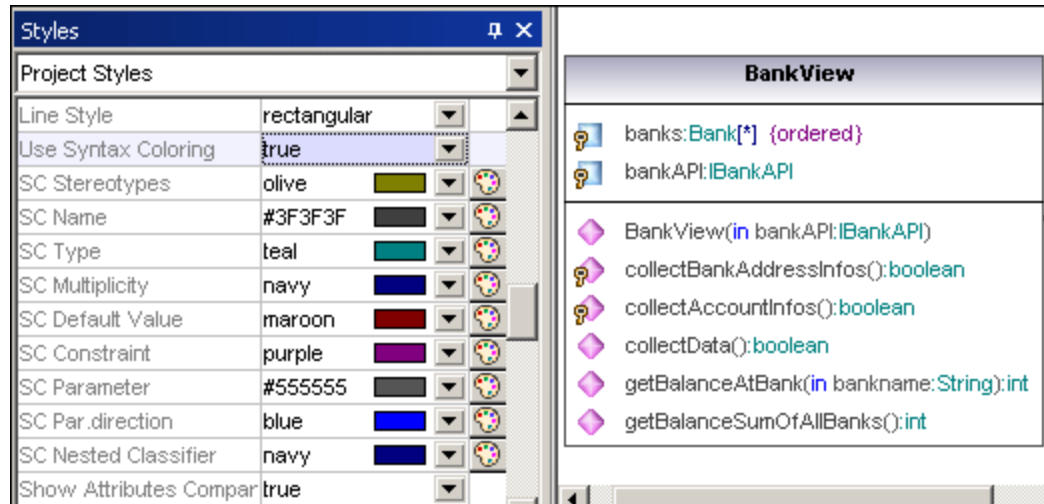 Styles
Project Styles
Line Style rectangular
Use Syntax Coloring true
SC Stereotypes olive
SC Name #3F3F3F
SC Type teal
SC Multiplicity navy
SC Default Value maroon
SC Constraint purple
SC Parameter #555555
SC Par.direction blue
SC Nested Classifier navy
Show Attributes Compar true
BankView
banks:Bank[*] {ordered}
bankAPI:IBankAPI
BankView(in bankAPI:IBankAPI)
collectBankAddressInfos():boolean
collectAccountInfos():boolean
collectData():boolean
getBalanceAtBank(in bankname:String):int
getBalanceSumOfAllBanks():int